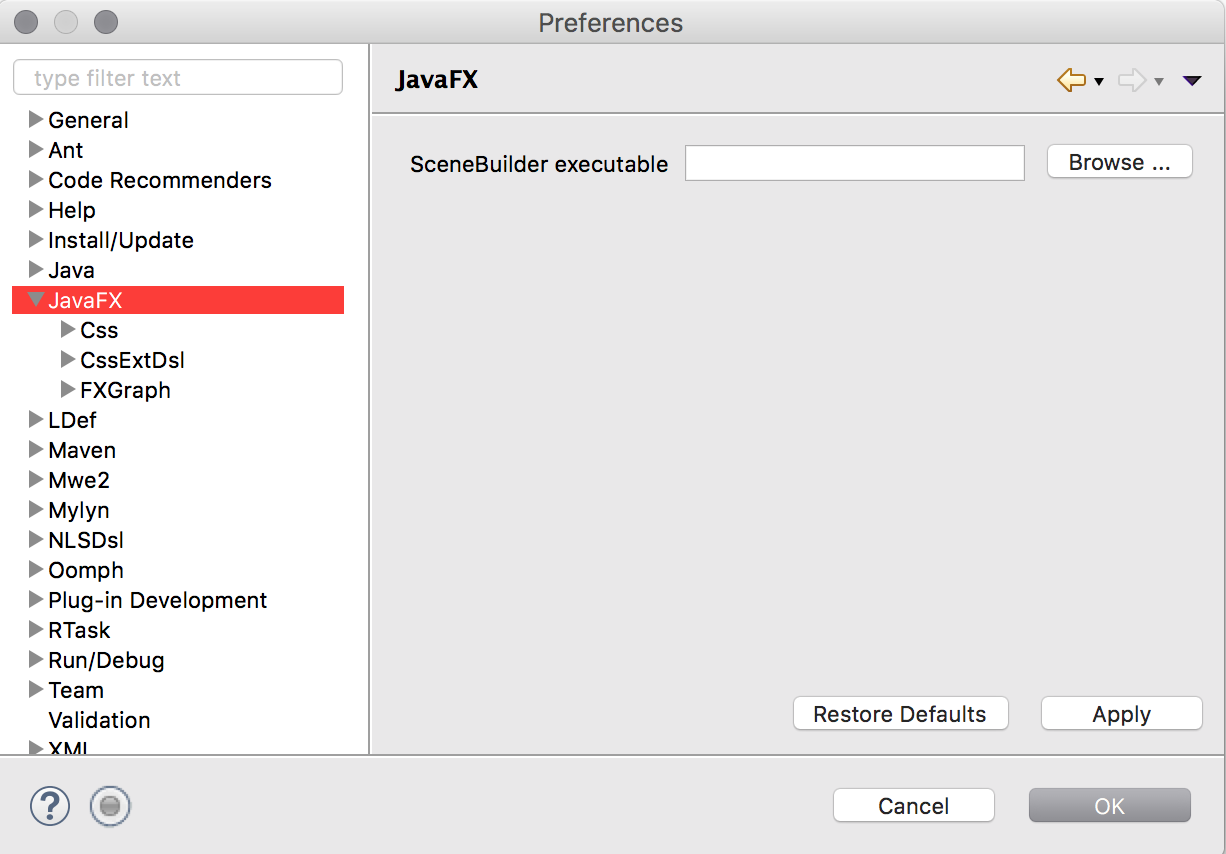 Preferences
type filter text
General
Ant
Code Recommenders
Help
Install/Update
Java
JavaFX
Css
CssExtDsl
FXGraph
LDef
Maven
Mwe2
Mylyn
NLSDsl
Oomph
Plug-in Development
RTask
Run/Debug
Team
Validation
XML
JavaFX
SceneBuilder executable
Browse ...
Restore Defaults
Apply
?
Cancel
OK